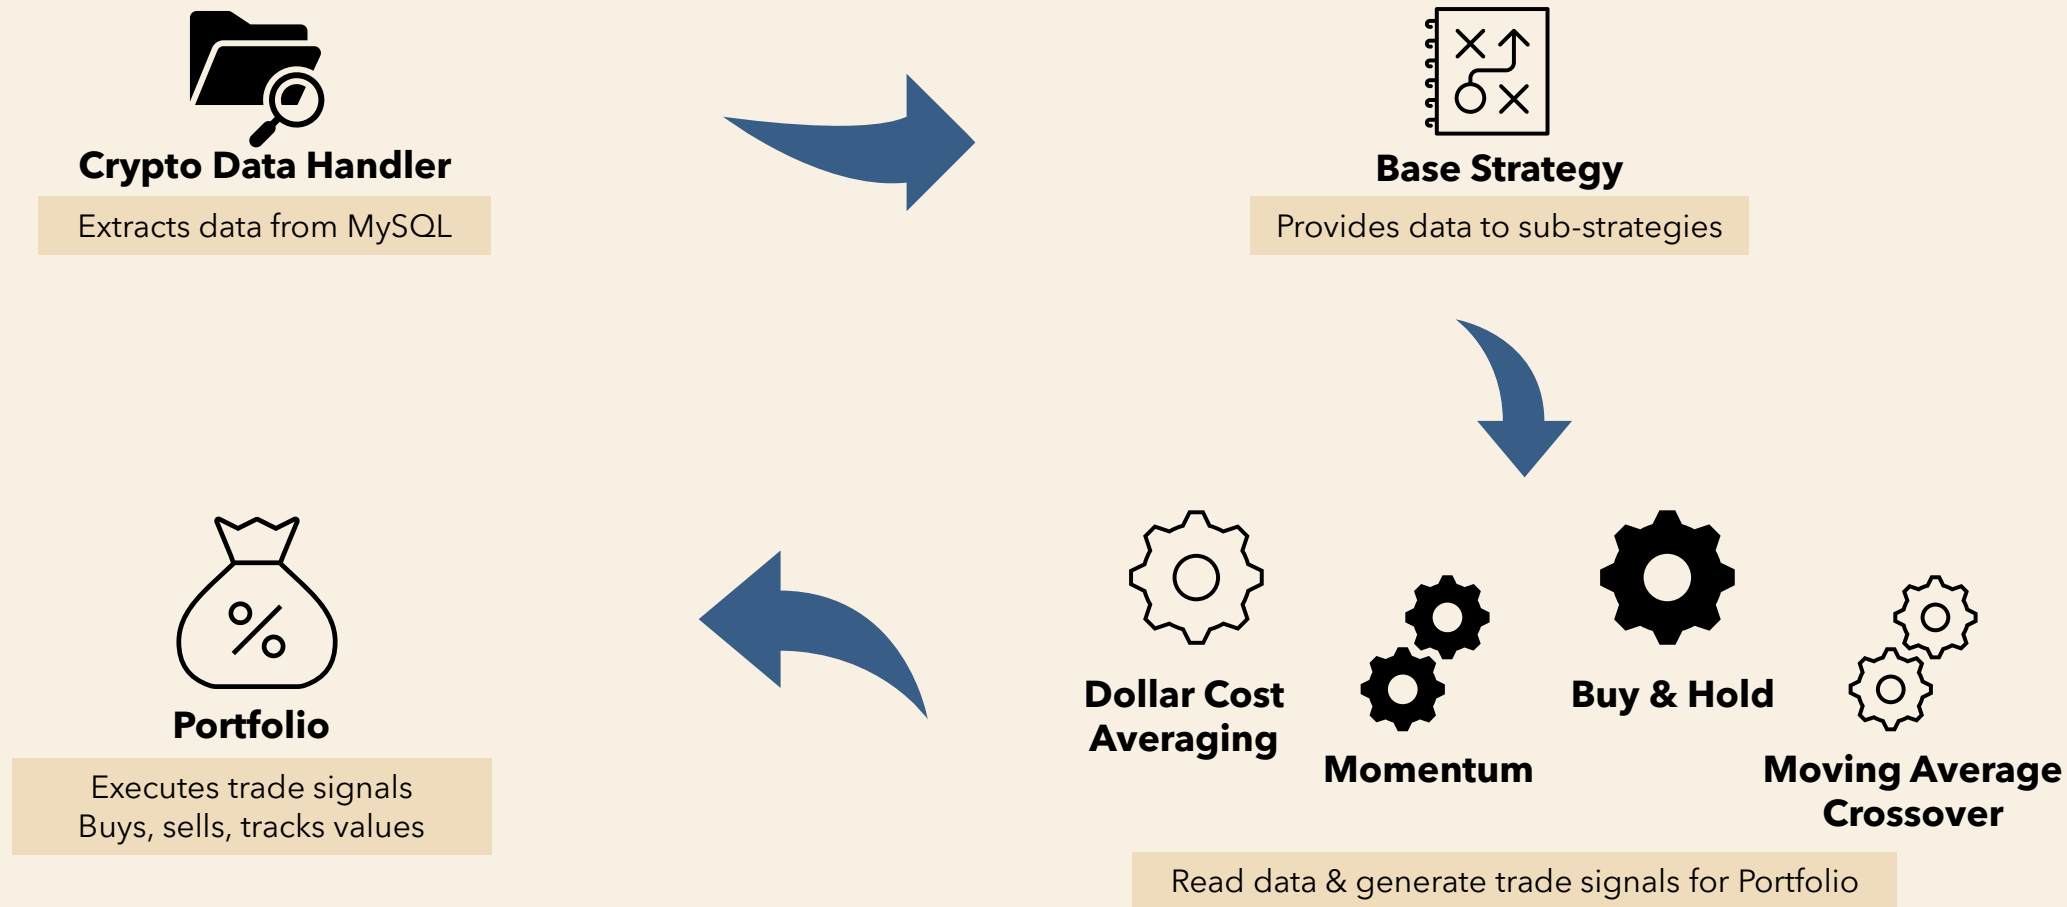 Crypto Data Handler
Extracts data from MySQL
Base Strategy
Provides data to sub-strategies
Dollar Cost
Averaging
Momentum
Buy & Hold
Moving Average
Crossover
Read data & generate trade signals for Portfolio
Portfolio
Executes trade signals
Buys, sells, tracks values